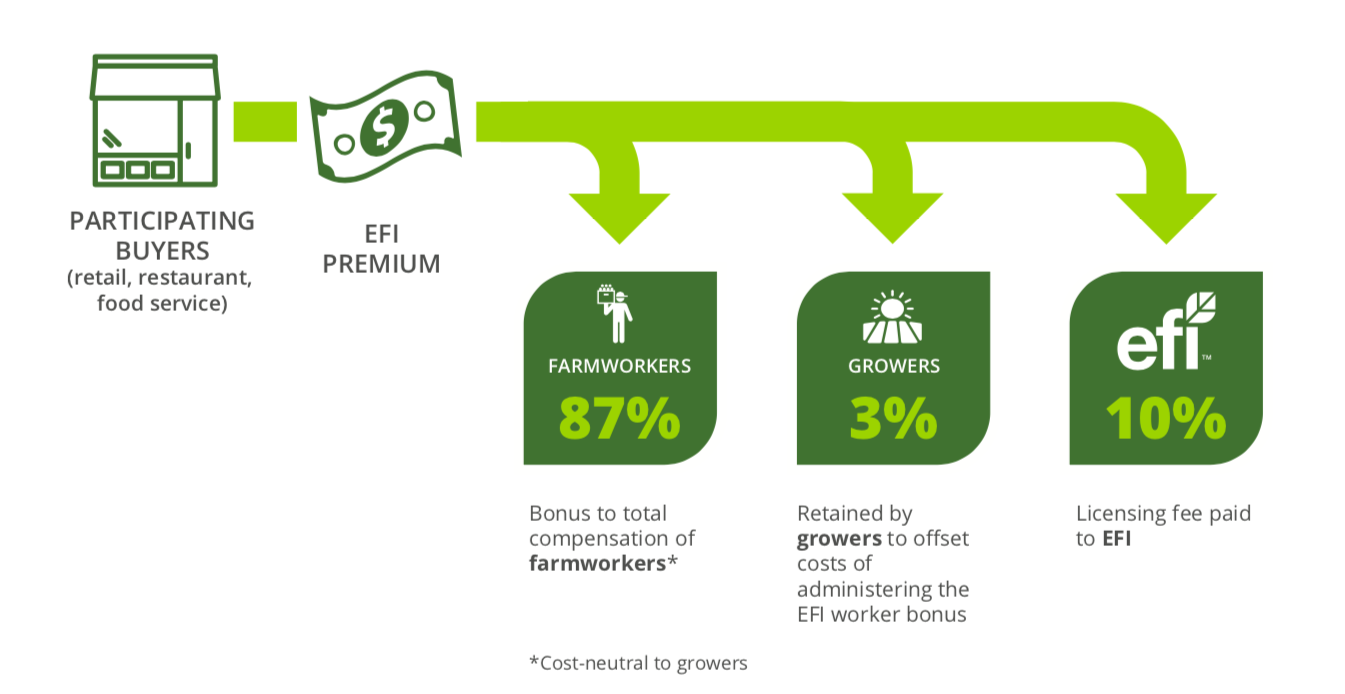 PARTICIPATING
BUYERS
(retail, restaurant,
food service)
EFI
PREMIUM
$
FARMWORKERS
87%
Bonus to total
compensation of
farmworkers*
GROWERS
3%
Retained by
growers to offset
costs of
administering the
EFI worker bonus
efi™
10%
Licensing fee paid
to EFI
*Cost-neutral to growers